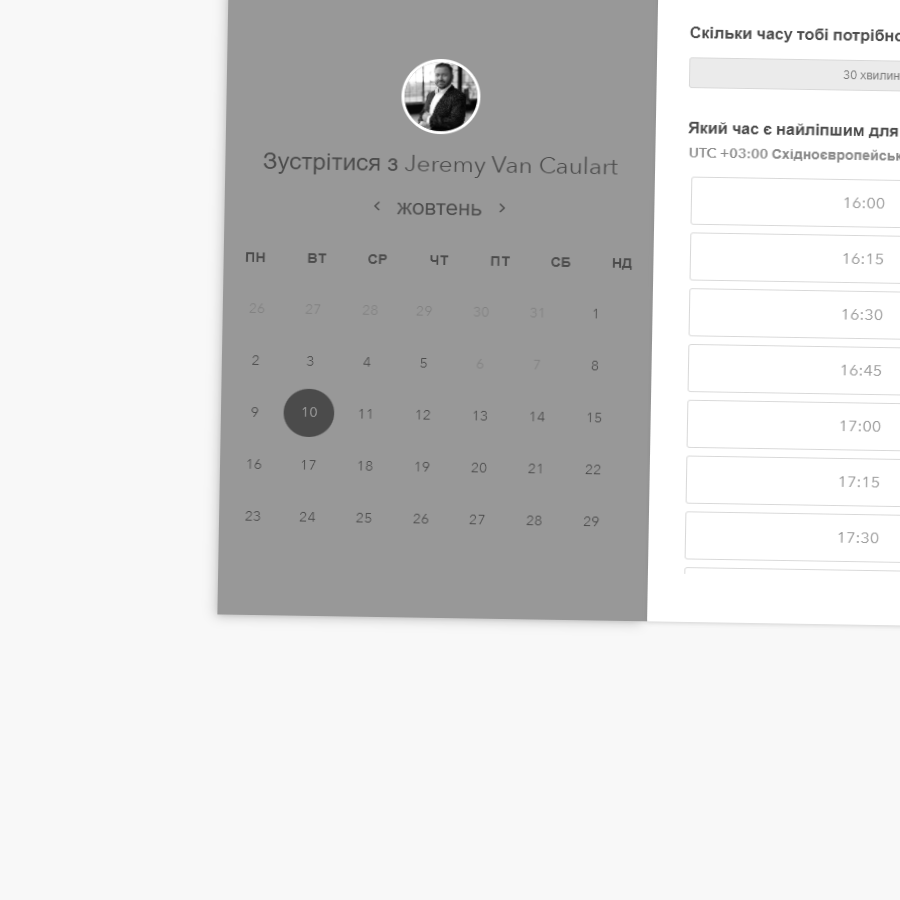 Зустрітися з Jeremy Van Caulart
жовтень
ПН ВТ СР ЧТ ПТ СБ НД
26 27 28 29 30 31 1
2 3 4 5 6 7 8
9 10 11 12 13 14 15
16 17 18 19 20 21 22
23 24 25 26 27 28 29
Скільки часу тобі потрібно
30 хвилин
Який час є найліпшим для
UTC +03:00
16:00
16:15
16:30
16:45
17:00
17:15
17:30